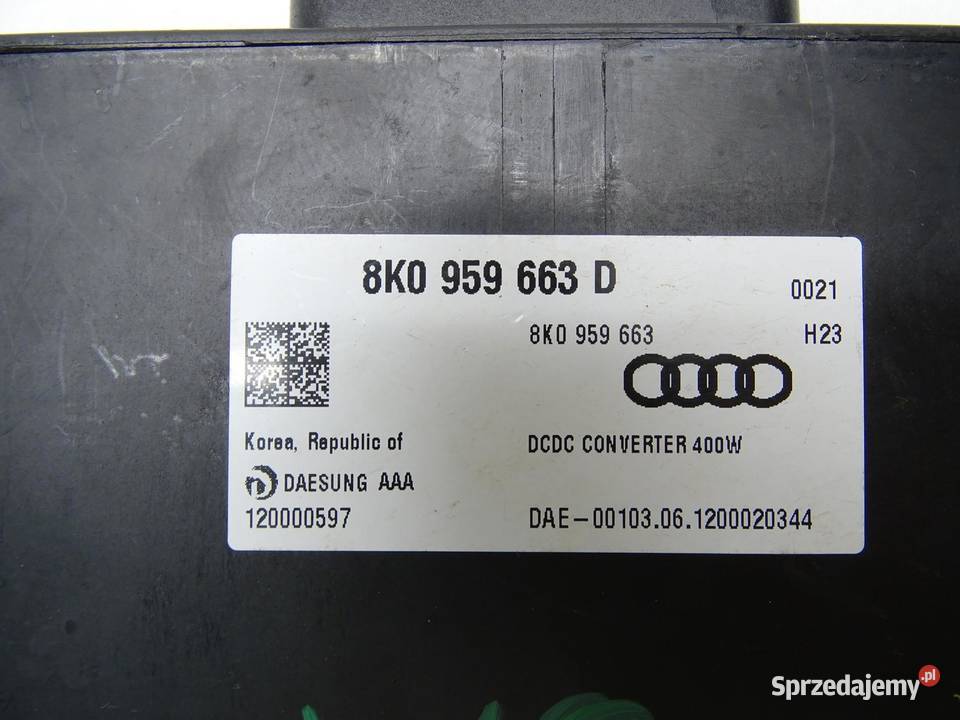 8K0 959 663 D
0021
8K0 959 663
H23
Korea, Republic of
DCDC CONVERTER 400W
DAESUNG AAA
120000597
DAE-00103.06.1200020344
Sprzedajemy.pl